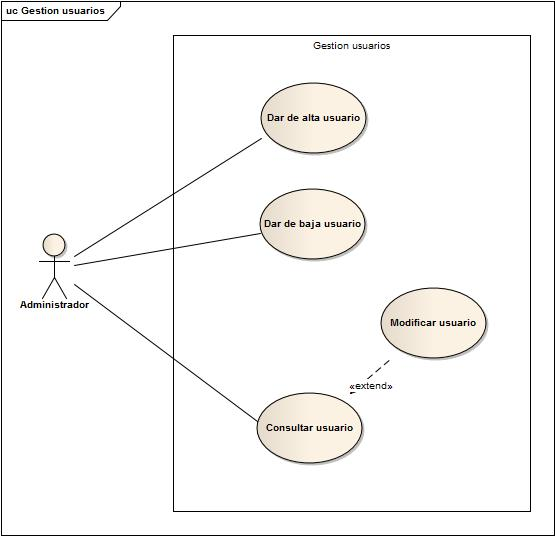 uc Gestion usuarios
Gestion usuarios
Dar de alta usuario
Dar de baja usuario
Administrador
Modificar usuario
«extend»
Consultar usuario